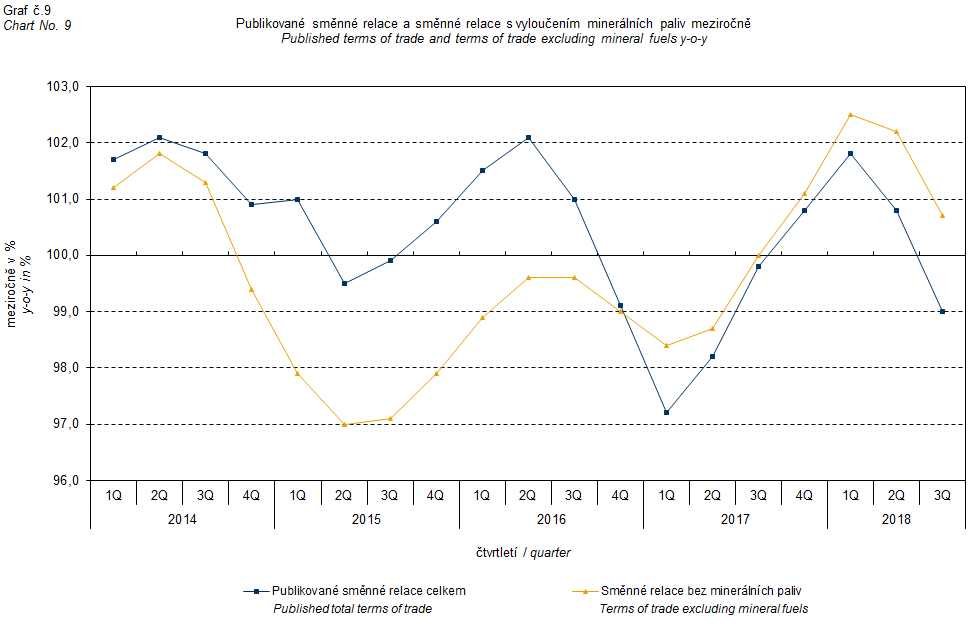 Graf č.9
Chart No. 9
Publikované směnné relace a směnné relace s vyloučením minerálních paliv meziročně
Published terms of trade and terms of trade excluding mineral fuels y-o-y
103,0
102,0
101,0
100,0
99,0
98,0
97,0
96,0
meziročně v %
y-o-y in %
1Q 2Q 3Q 4Q 1Q 2Q 3Q 4Q 1Q 2Q 3Q 4Q 1Q 2Q 3Q 4Q 1Q 2Q 3Q
2014 2015 2016 2017 2018
čtvrtletí / quarter
Publikované směnné relace celkem
Published total terms of trade
Směnné relace bez minerálních paliv
Terms of trade excluding mineral fuels